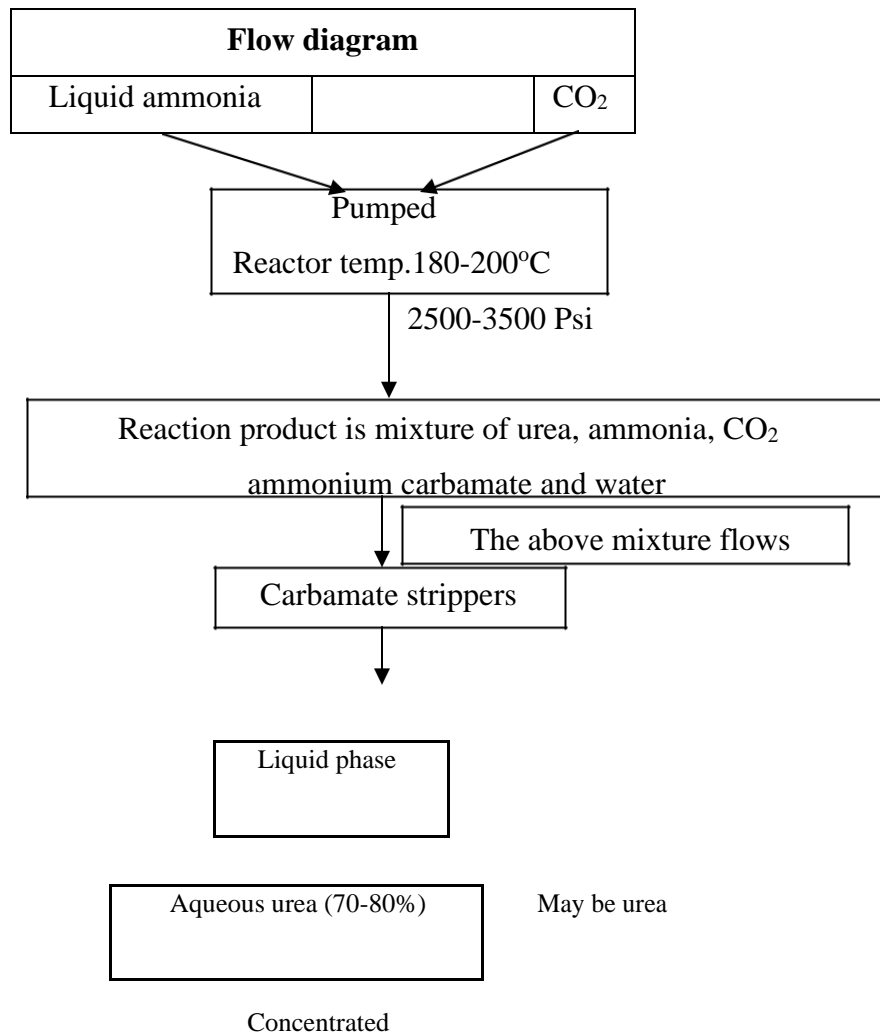 Flow diagram
Liquid ammonia CO₂
Pumped
Reactor temp.180-200ºC
2500-3500 Psi
Reaction product is mixture of urea, ammonia, CO₂
ammonium carbamate and water
The above mixture flows
Carbamate strippers
Liquid phase
Aqueous urea (70-80%) May be urea
Concentrated